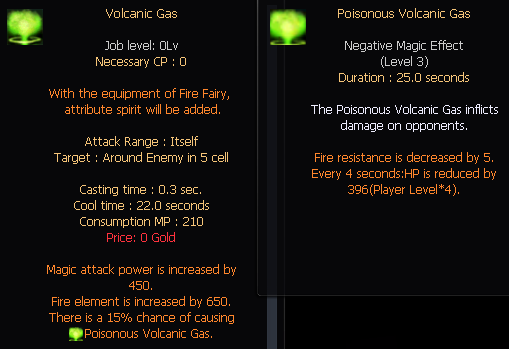 Volcanic Gas
Job level: 0Lv
Necessary CP : 0
With the equipment of Fire Fairy,
attribute spirit will be added.
Attack Range : Itself
Target : Around Enemy in 5 cell
Casting time : 0.3 sec.
Cool time : 22.0 seconds
Consumption MP : 210
Price: 0 Gold
Magic attack power is increased by
450.
Fire element is increased by 650.
There is a 15% chance of causing
Poisonous Volcanic Gas.
Poisonous Volcanic Gas
Negative Magic Effect
(Level 3)
Duration : 25.0 seconds
The Poisonous Volcanic Gas inflicts
damage on opponents.
Fire resistance is decreased by 5.
Every 4 seconds:HP is reduced by
396(Player Level*4).